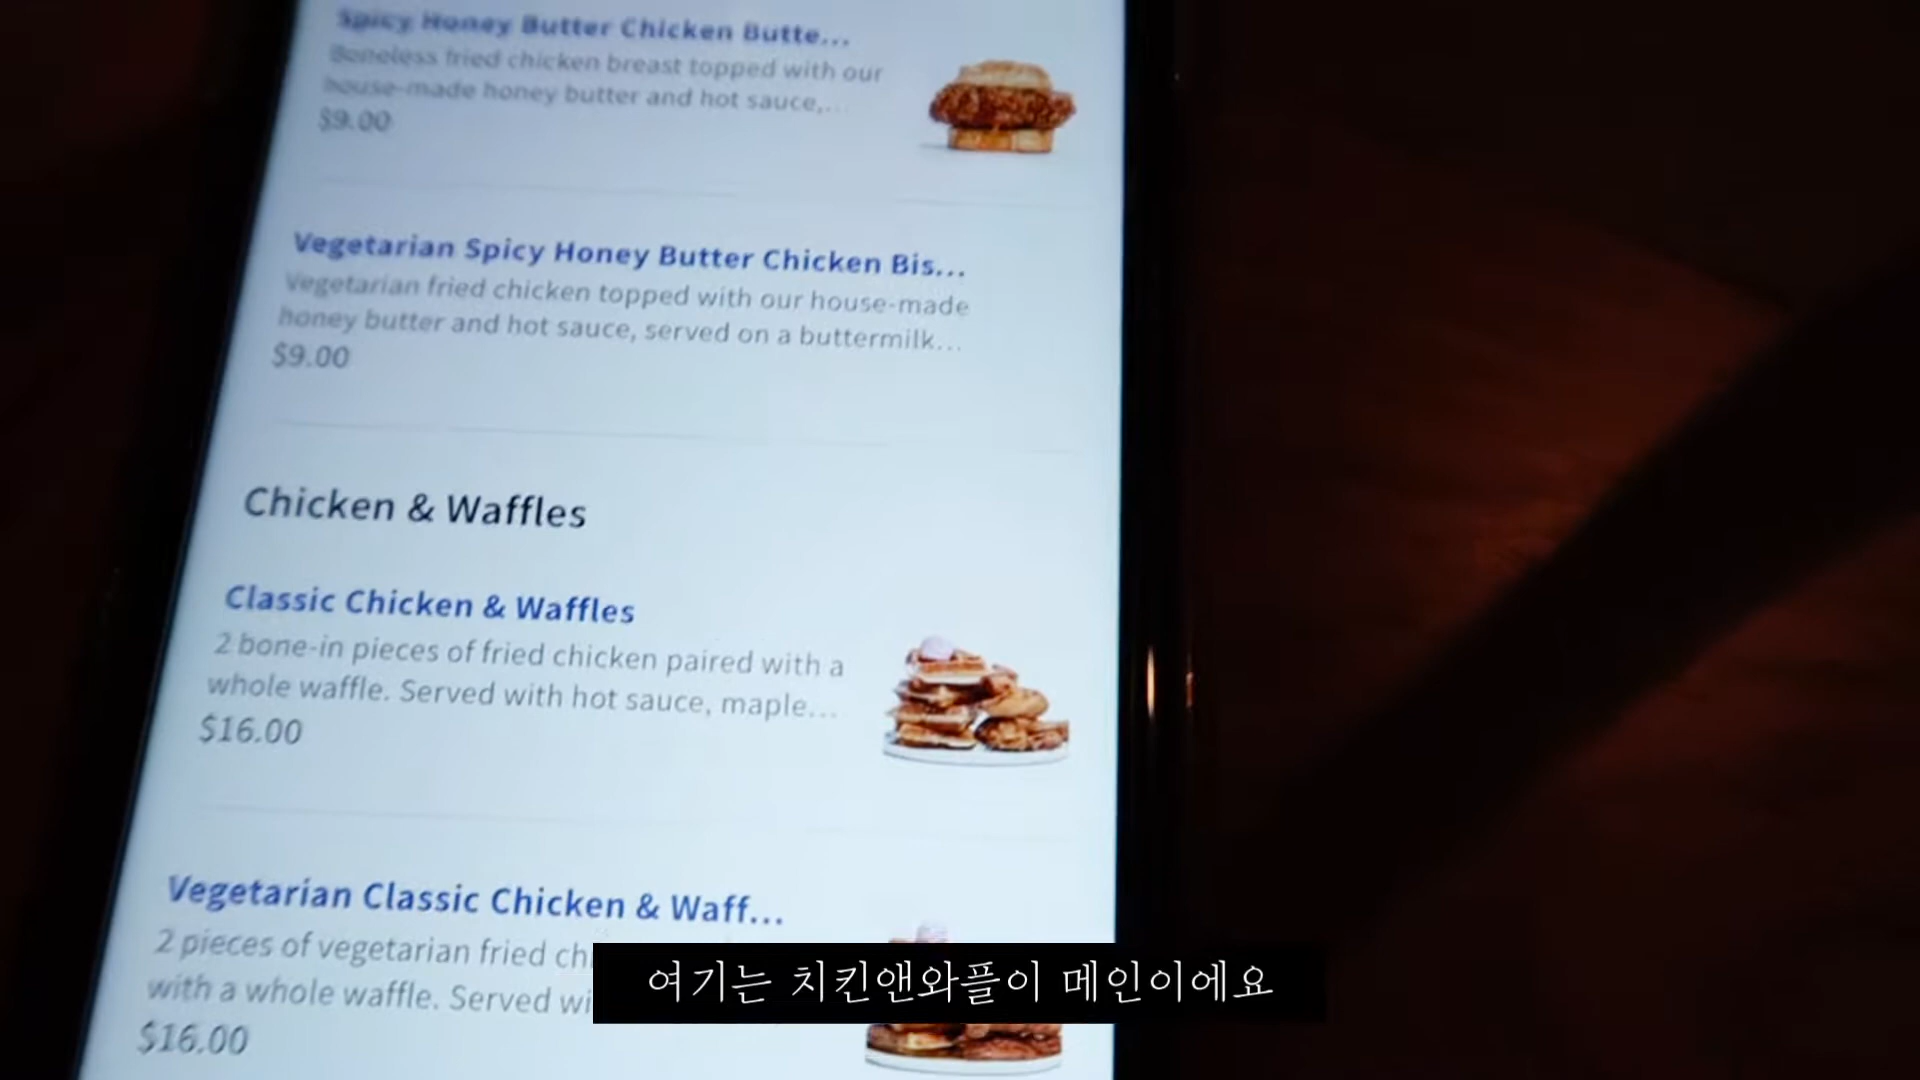 Spicy Honey Butter Chicken Butte...
Boneless fried chicken breast topped with our
house-made honey butter and hot sauce,...
$9.00
Vegetarian Spicy Honey Butter Chicken Bis...
Vegetarian fried chicken topped with our house-made
honey butter and hot sauce, served on a buttermilk...
$9.00
Chicken & Waffles
Classic Chicken & Waffles
2 bone-in pieces of fried chicken paired with a
whole waffle. Served with hot sauce, maple...
$16.00
Vegetarian Classic Chicken & Waff...
2 pieces of vegetarian fried
with a whole waffle. Served
$16.00
여기는 치킨앤와플이 메인이에요